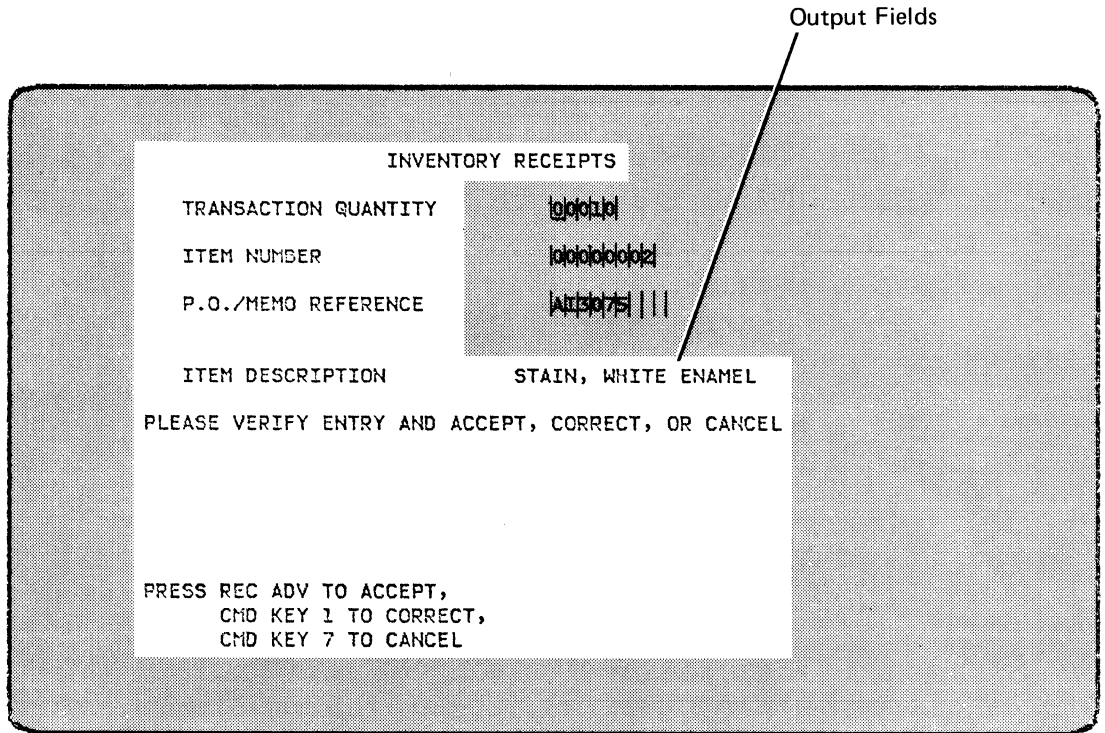 Output Fields
INVENTORY RECEIPTS
TRANSACTION QUANTITY 00010
ITEM NUMBER 00000002
P.O./MEMO REFERENCE AI3075
ITEM DESCRIPTION STAIN, WHITE ENAMEL
PLEASE VERIFY ENTRY AND ACCEPT, CORRECT, OR CANCEL
PRESS REC ADV TO ACCEPT,
CMD KEY 1 TO CORRECT,
CMD KEY 7 TO CANCEL